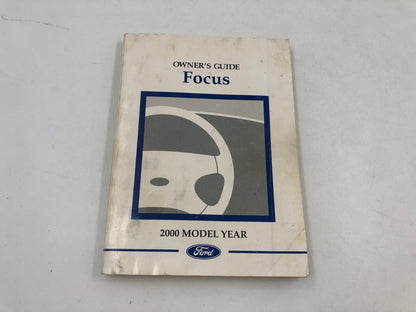 OWNER'S GUIDE
Focus
2000 MODEL YEAR
Ford